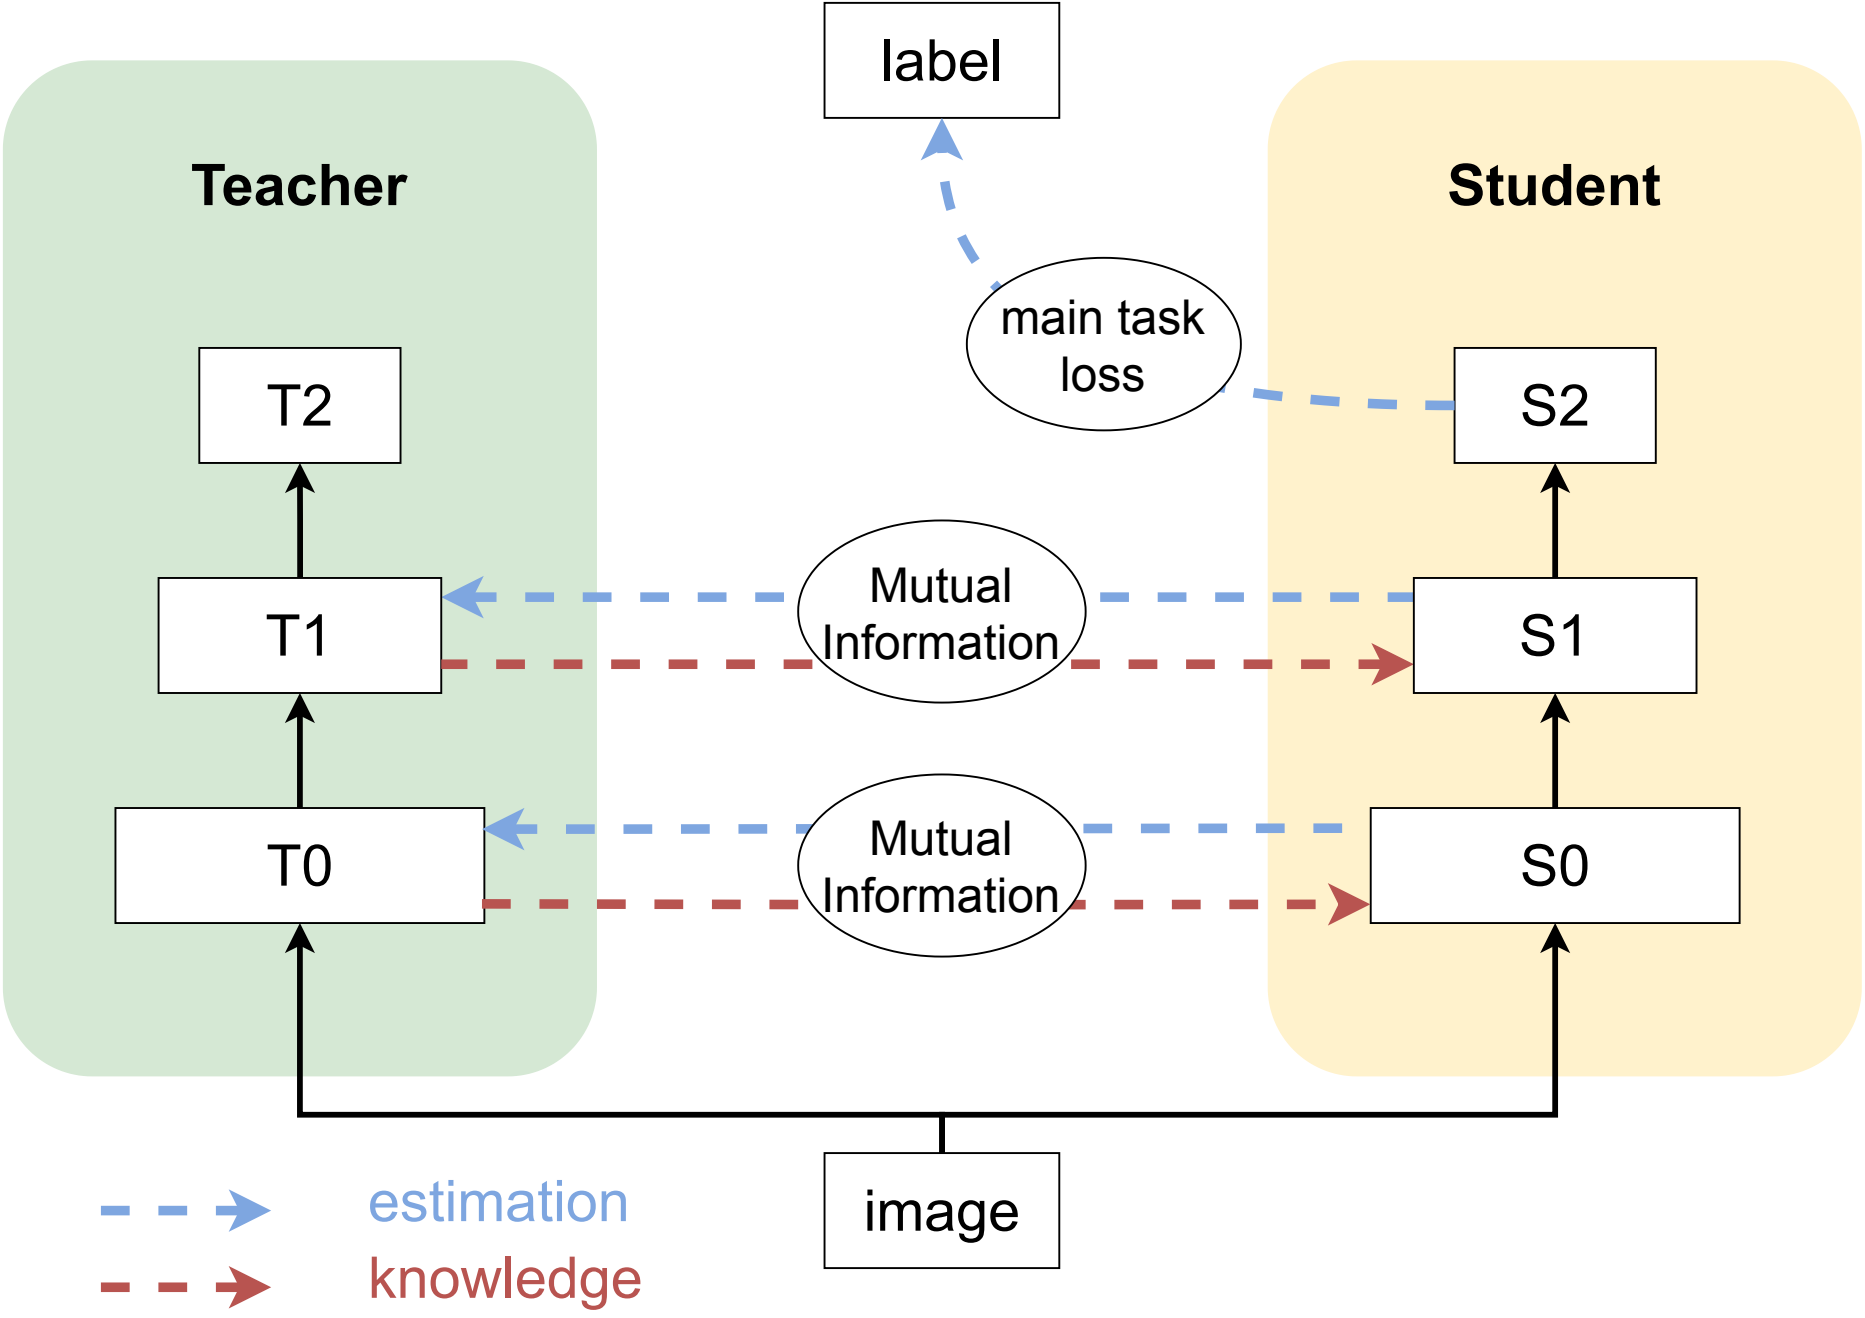 label
Teacher
Student
main task
loss
T2
S2
Mutual
Information
T1
S1
Mutual
Information
T0
S0
image
estimation
knowledge